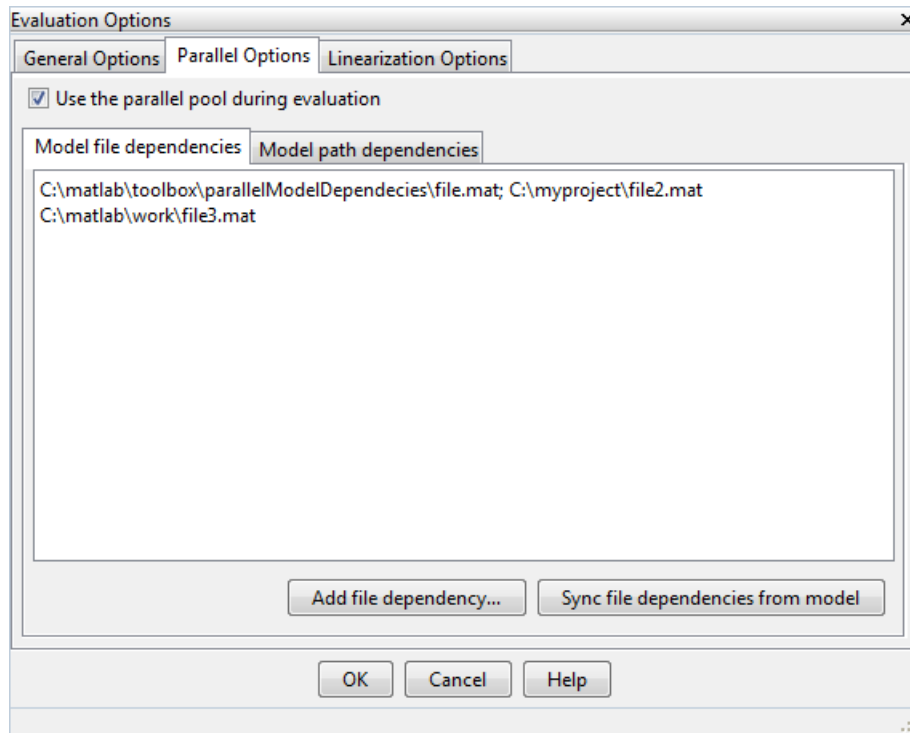 Evaluation Options
General Options Parallel Options Linearization Options
Use the parallel pool during evaluation
Model file dependencies Model path dependencies
C:\matlab\toolbox\parallelModelDependecies\file.mat; C:\myproject\file2.mat
C:\matlab\work\file3.mat
Add file dependency... Sync file dependencies from model
OK Cancel Help